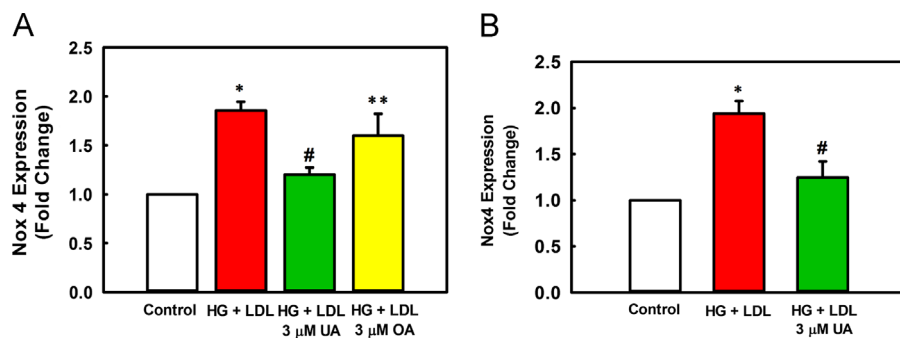 A
Nox 4 Expression
(Fold Change)
2.5
2.0
1.5
1.0
0.5
0.0
*
#
**
Control
HG + LDL
HG + LDL
3 μM UA
HG + LDL
3 μM OA
B
Nox4 Expression
(Fold Change)
2.5
2.0
1.5
1.0
0.5
0.0
*
#
Control
HG + LDL
HG + LDL
3 μM UA